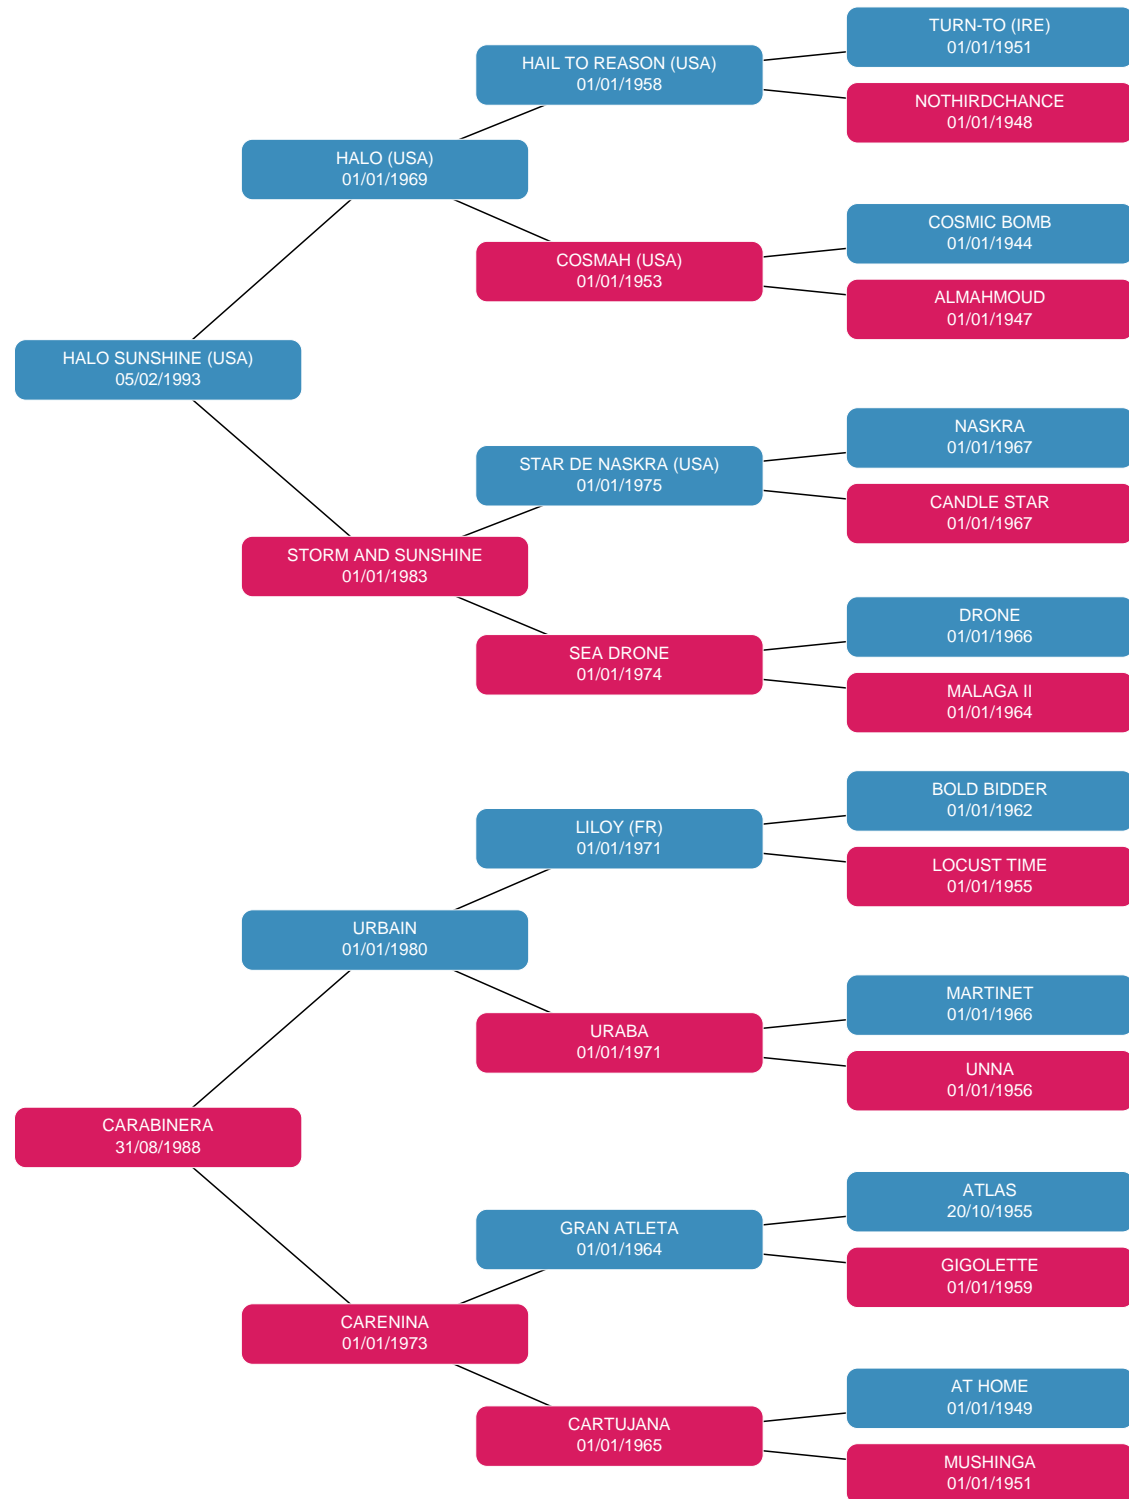 TURN-TO (IRE)
01/01/1951
HAIL TO REASON (USA)
01/01/1958
NOTHIRDCHANCE
01/01/1948
HALO (USA)
01/01/1969
COSMIC BOMB
01/01/1944
COSMAH (USA)
01/01/1953
ALMAHMOUD
01/01/1947
HALO SUNSHINE (USA)
05/02/1993
NASKRA
01/01/1967
STAR DE NASKRA (USA)
01/01/1975
CANDLE STAR
01/01/1967
STORM AND SUNSHINE
01/01/1983
DRONE
01/01/1966
SEA DRONE
01/01/1974
MALAGA II
01/01/1964
BOLD BIDDER
01/01/1962
LILOY (FR)
01/01/1971
LOCUST TIME
01/01/1955
URBAIN
01/01/1980
MARTINET
01/01/1966
URABA
01/01/1971
UNNA
01/01/1956
CARABINERA
31/08/1988
ATLAS
20/10/1955
GRAN ATLETA
01/01/1964
GIGOLETTE
01/01/1959
CARENINA
01/01/1973
AT HOME
01/01/1949
CARTUJANA
01/01/1965
MUSHINGA
01/01/1951